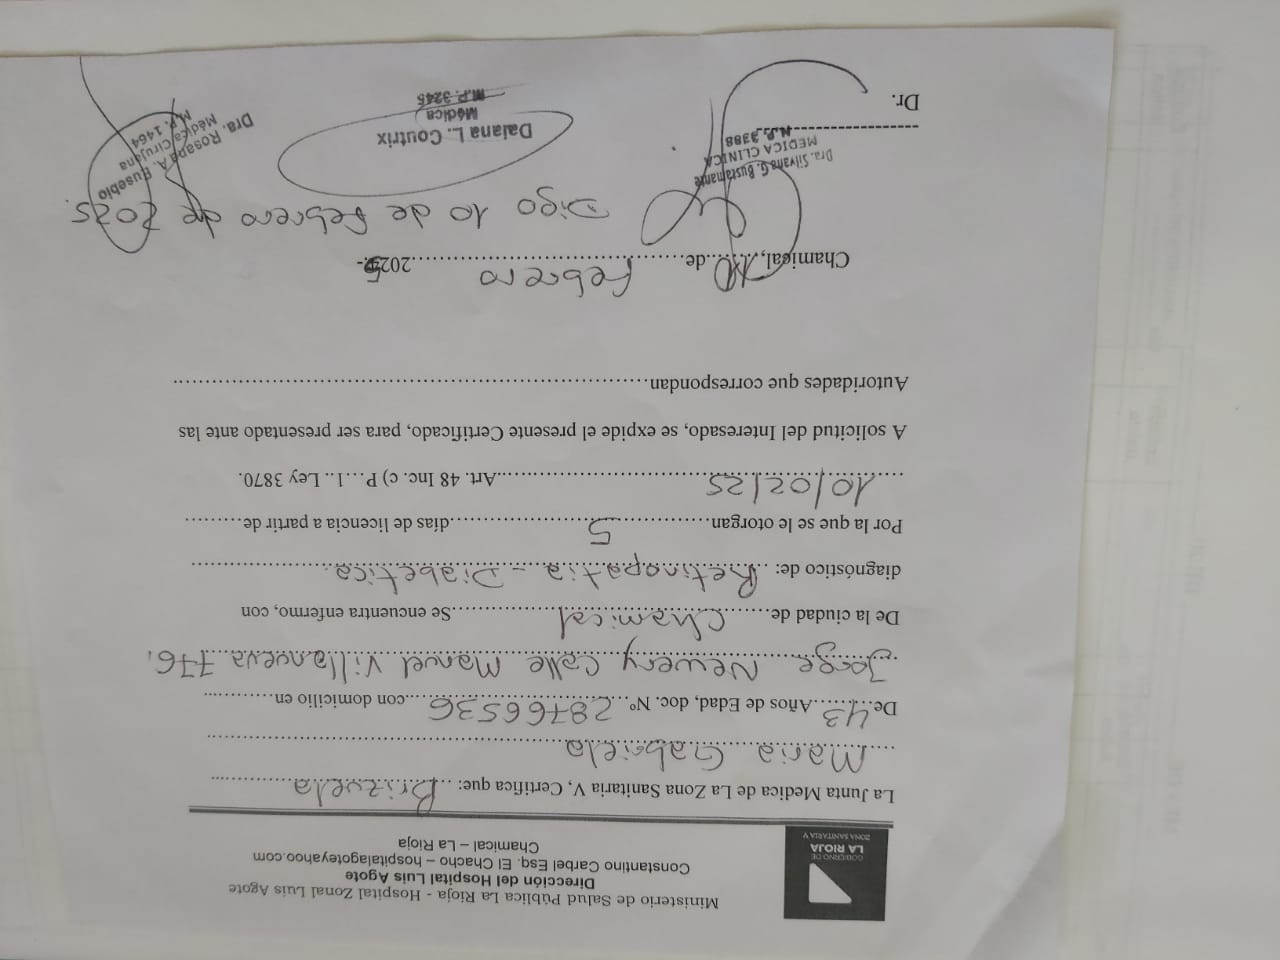 GOBIERNO DE
LA RIOJA
ZONA SANITARIA V
Ministerio de Salud Pública La Rioja - Hospital Zonal Luis Agote
Dirección del Hospital Luis Agote
Constantino Carbel Esq. El Chacho – hospitalagoteyahoo.com
Chamical – La Rioja
La Junta Medica de La Zona Sanitaria V, Certifica que: Brizuela
Maria Gabriela
De 43 Años de Edad, doc. Nº 28766536 con domicilio en
Jorge Newery Calle Manuel Villanueva 776.
De la ciudad de Chamical Se encuentra enfermo, con
diagnóstico de: Retinopatia - Diabetica.
Por la que se le otorgan 5 días de licencia a partir de
10/02/25 Art. 48 Inc. c) P…1.. Ley 3870.
A solicitud del Interesado, se expide el presente Certificado, para ser presentado ante las
Autoridades que correspondan
Chamical, 10 de Febrero 2025.-
Digo 10 de Febrero de 2025.
Dr.
Dra. Silvana G. Bustamante
MEDICA CLINICA
M.P. 3388
Daiana L. Coutrix
Médica
M.P. 3245
Dra. Rosana A. Eusebio
Médica Cirujana
M.P. 1464